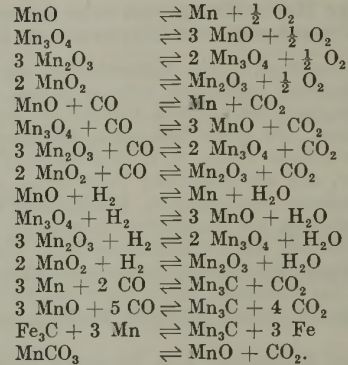 MnO ⇌ Mn + ½ O₂
Mn₃O₄ ⇌ 3 MnO + ½ O₂
3 Mn₂O₃ ⇌ 2 Mn₃O₄ + ½ O₂
2 MnO₂ ⇌ Mn₂O₃ + ½ O₂
MnO + CO ⇌ Mn + CO₂
Mn₃O₄ + CO ⇌ 3 MnO + CO₂
3 Mn₂O₃ + CO ⇌ 2 Mn₃O₄ + CO₂
2 MnO₂ + CO ⇌ Mn₂O₃ + CO₂
MnO + H₂ ⇌ Mn + H₂O
Mn₃O₄ + H₂ ⇌ 3 MnO + H₂O
3 Mn₂O₃ + H₂ ⇌ 2 Mn₃O₄ + H₂O
2 MnO₂ + H₂ ⇌ Mn₂O₃ + H₂O
3 Mn + 2 CO ⇌ Mn₃C + CO₂
3 MnO + 5 CO ⇌ Mn₃C + 4 CO₂
Fe₃C + 3 Mn ⇌ Mn₃C + 3 Fe
MnCO₃ ⇌ MnO + CO₂.